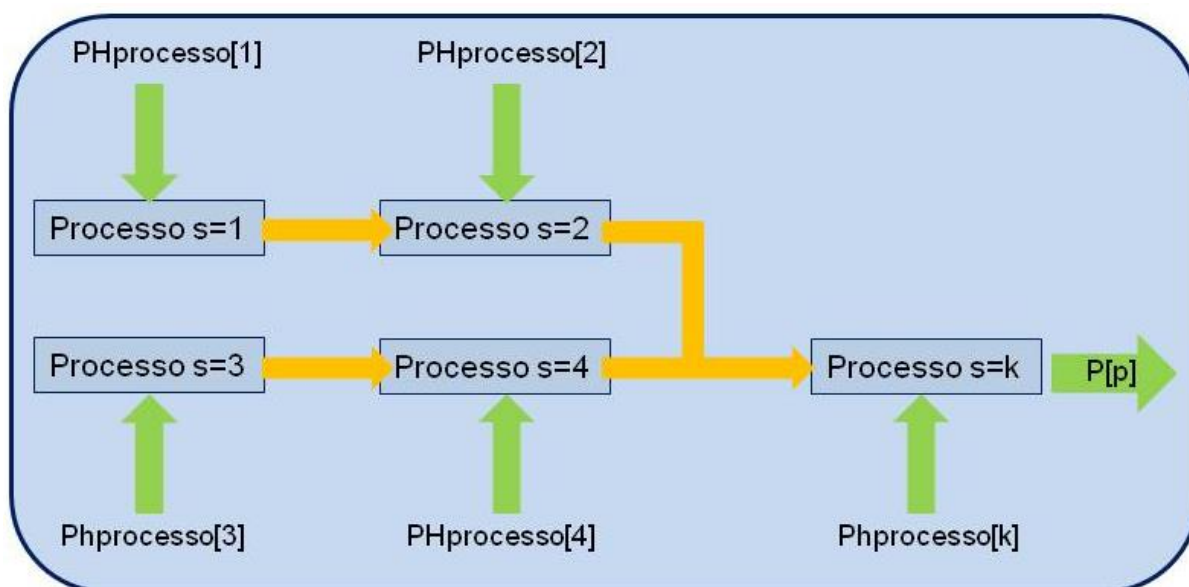 PHprocesso[1]
PHprocesso[2]
Processo s=1
Processo s=2
Processo s=3
Processo s=4
Processo s=k
P[p]
Phprocesso[3]
PHprocesso[4]
Phprocesso[k]